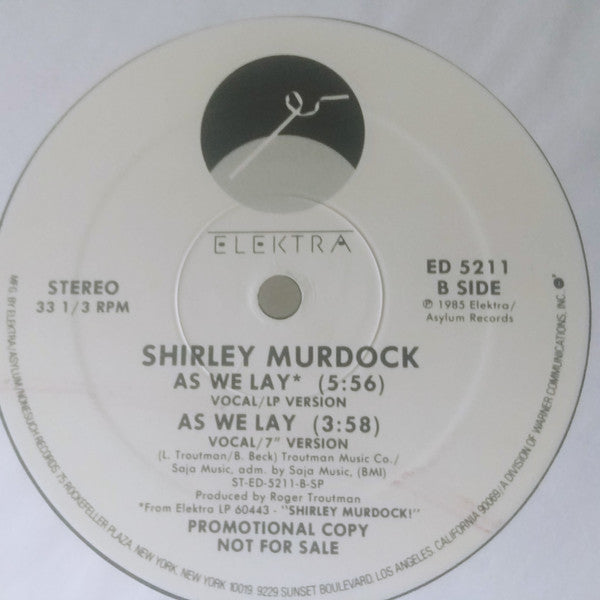 ELEKTRA
STEREO
33 1/3 RPM
ED 5211
B SIDE
℗ 1985 Elektra/
Asylum Records
SHIRLEY MURDOCK
AS WE LAY* (5:56)
VOCAL/LP VERSION
AS WE LAY (3:58)
VOCAL/7" VERSION
(L. Troutman/B. Beck) Troutman Music Co./
Saja Music, adm. by Saja Music, (BMI)
ST-ED-5211-B-SP
Produced by Roger Troutman
*From Elektra LP 60443 - "SHIRLEY MURDOCK!"
PROMOTIONAL COPY
NOT FOR SALE
MFG. BY ELEKTRA/ASYLUM/NONESUCH RECORDS, 75 ROCKEFELLER PLAZA, NEW YORK, NEW YORK 10019 9229 SUNSET BOULEVARD, LOS ANGELES, CALIFORNIA 90069/A DIVISION OF WARNER COMMUNICATIONS, INC.